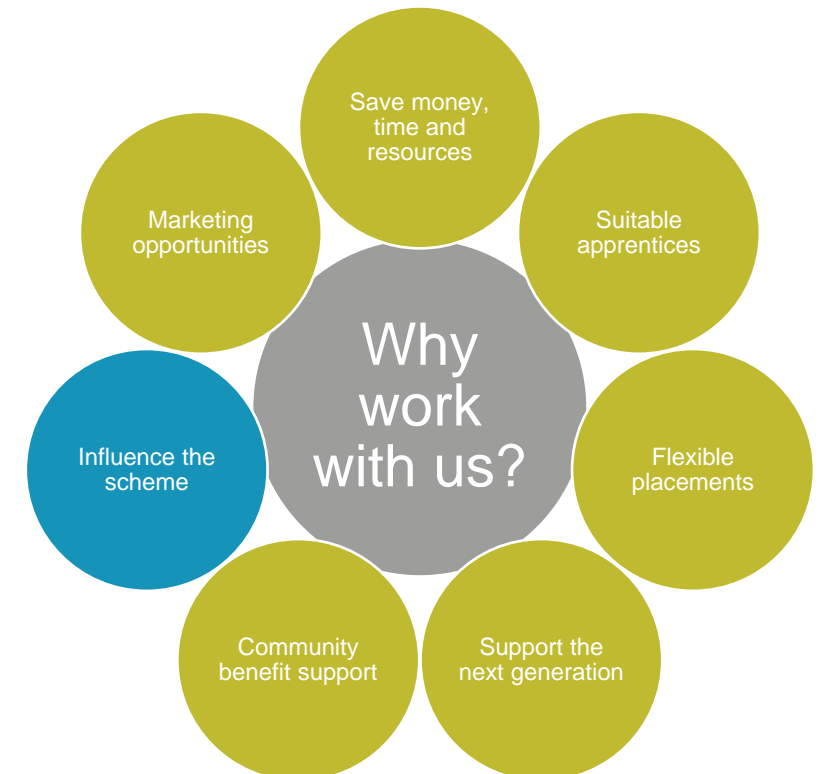 Save money,
time and
resources
Suitable
apprentices
Flexible
placements
Support the
next generation
Community
benefit support
Influence the
scheme
Marketing
opportunities
Why
work
with us?